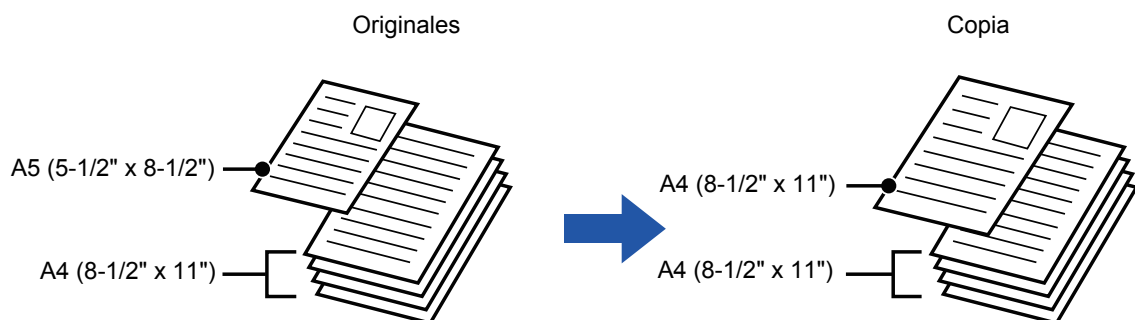 Originales
Copia
A5 (5-1/2" x 8-1/2")
A4 (8-1/2" x 11")
A4 (8-1/2" x 11")
A4 (8-1/2" x 11")